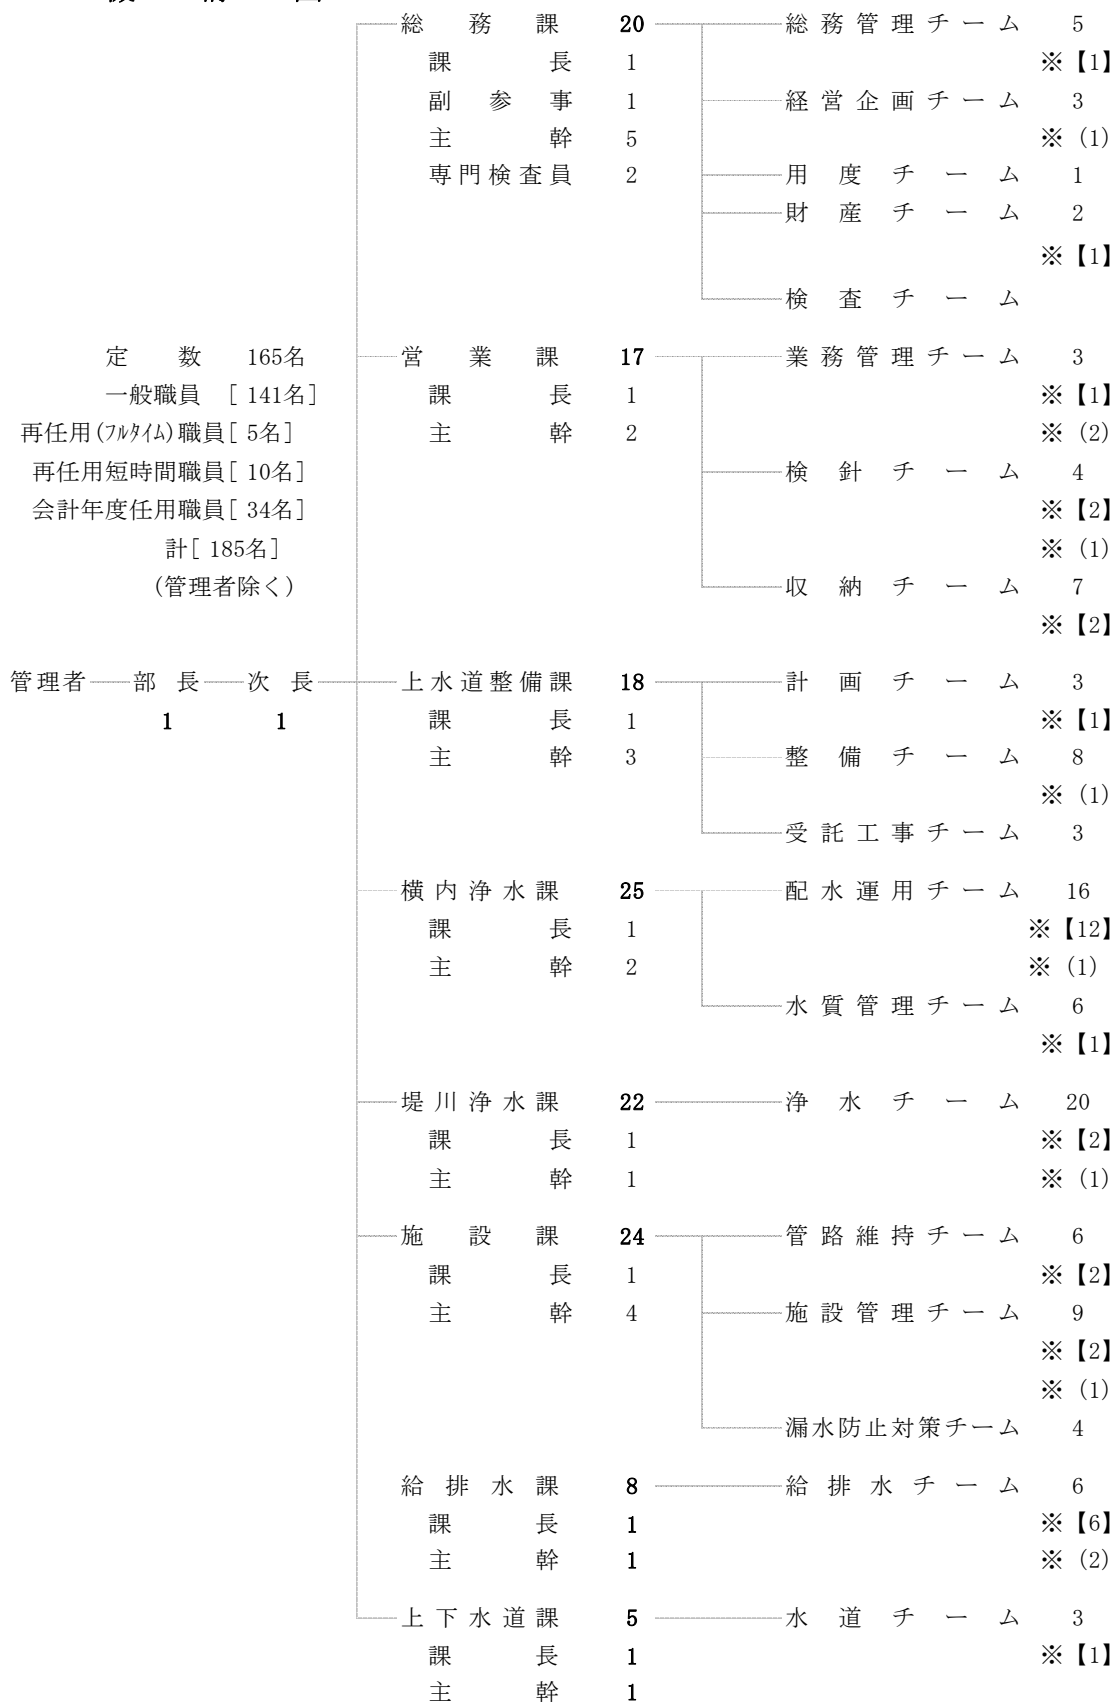 総務課 20 総務管理チーム 5
課長 1 ※【1】
副参事 1 経営企画チーム 3
主幹 5 ※(1)
専門検査員 2 用度チーム 1
財産チーム 2
※【1】
検査チーム
定数 165名 営業課 17 業務管理チーム 3
一般職員 [ 141名] 課長 1 ※【1】
再任用(フルタイム)職員[ 5名] 主幹 2 ※(2)
再任用短時間職員[ 10名] 検針チーム 4
会計年度任用職員[ 34名] ※【2】
計[ 185名] ※(1)
(管理者除く) 収納チーム 7
※【2】
管理者 部長 次長 上水道整備課 18 計画チーム 3
1 1 課長 1 ※【1】
主幹 3 整備チーム 8
※(1)
受託工事チーム 3
横内浄水課 25 配水運用チーム 16
課長 1 ※【12】
主幹 2 ※(1)
水質管理チーム 6
※【1】
堤川浄水課 22 浄水チーム 20
課長 1 ※【2】
主幹 1 ※(1)
施設課 24 管路維持チーム 6
課長 1 ※【2】
主幹 4 施設管理チーム 9
※【2】
※(1)
漏水防止対策チーム 4
給排水課 8 給排水チーム 6
課長 1 ※【6】
主幹 1 ※(2)
上下水道課 5 水道チーム 3
課長 1 ※【1】
主幹 1